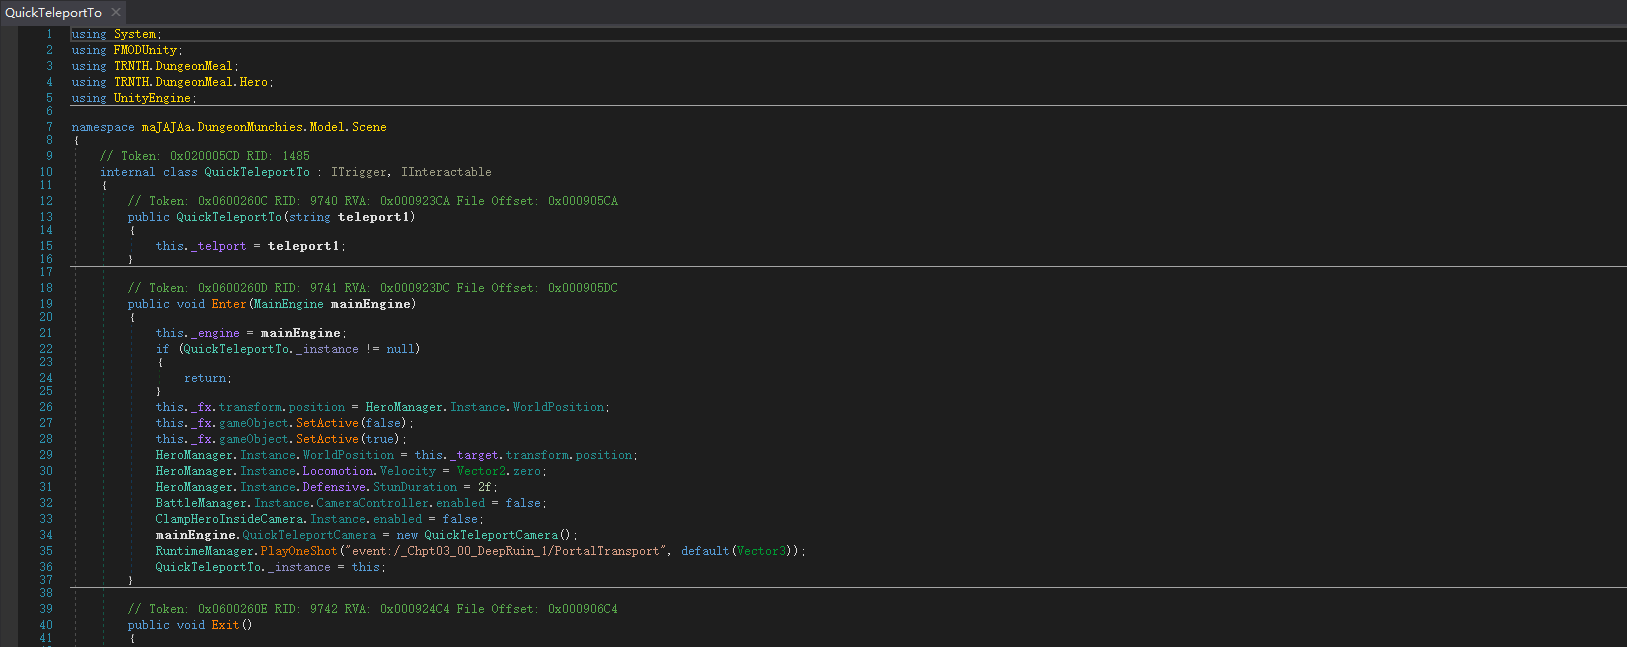 QuickTeleportTo ×
1 using System;
2 using FMODUnity;
3 using TRNTH.DungeonMeal;
4 using TRNTH.DungeonMeal.Hero;
5 using UnityEngine;
6
7 namespace maJAJAa.DungeonMunchies.Model.Scene
8 {
9 // Token: 0x020005CD RID: 1485
10 internal class QuickTeleportTo : ITrigger, IInteractable
11 {
12 // Token: 0x0600260C RID: 9740 RVA: 0x000923CA File Offset: 0x000905CA
13 public QuickTeleportTo(string teleport1)
14 {
15 this._telport = teleport1;
16 }
17
18 // Token: 0x0600260D RID: 9741 RVA: 0x000923DC File Offset: 0x000905DC
19 public void Enter(MainEngine mainEngine)
20 {
21 this._engine = mainEngine;
22 if (QuickTeleportTo._instance != null)
23 {
24 return;
25 }
26 this._fx.transform.position = HeroManager.Instance.WorldPosition;
27 this._fx.gameObject.SetActive(false);
28 this._fx.gameObject.SetActive(true);
29 HeroManager.Instance.WorldPosition = this._target.transform.position;
30 HeroManager.Instance.Locomotion.Velocity = Vector2.zero;
31 HeroManager.Instance.Defensive.StunDuration = 2f;
32 BattleManager.Instance.CameraController.enabled = false;
33 ClampHeroInsideCamera.Instance.enabled = false;
34 mainEngine.QuickTeleportCamera = new QuickTeleportCamera();
35 RuntimeManager.PlayOneShot("event:/_Chpt03_00_DeepRuin_1/PortalTransport", default(Vector3));
36 QuickTeleportTo._instance = this;
37 }
38
39 // Token: 0x0600260E RID: 9742 RVA: 0x000924C4 File Offset: 0x000906C4
40 public void Exit()
41 {